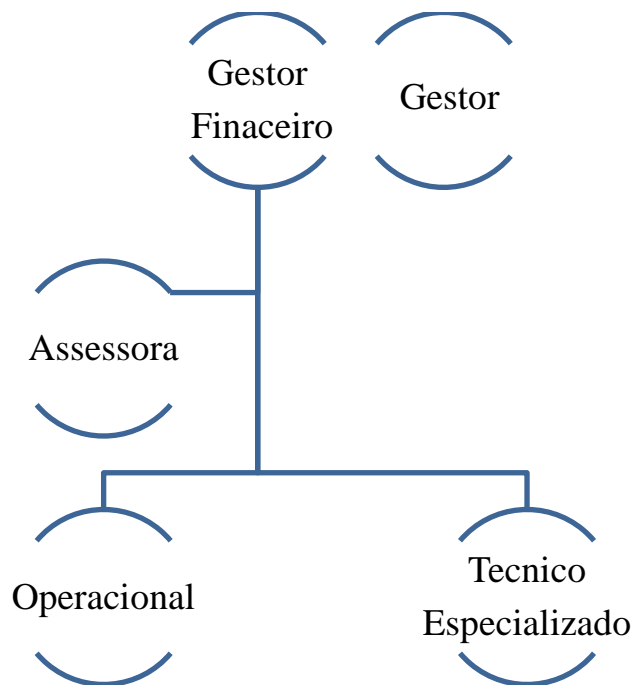 Gestor
Finaceiro
Gestor
Assessora
Operacional
Tecnico
Especializado